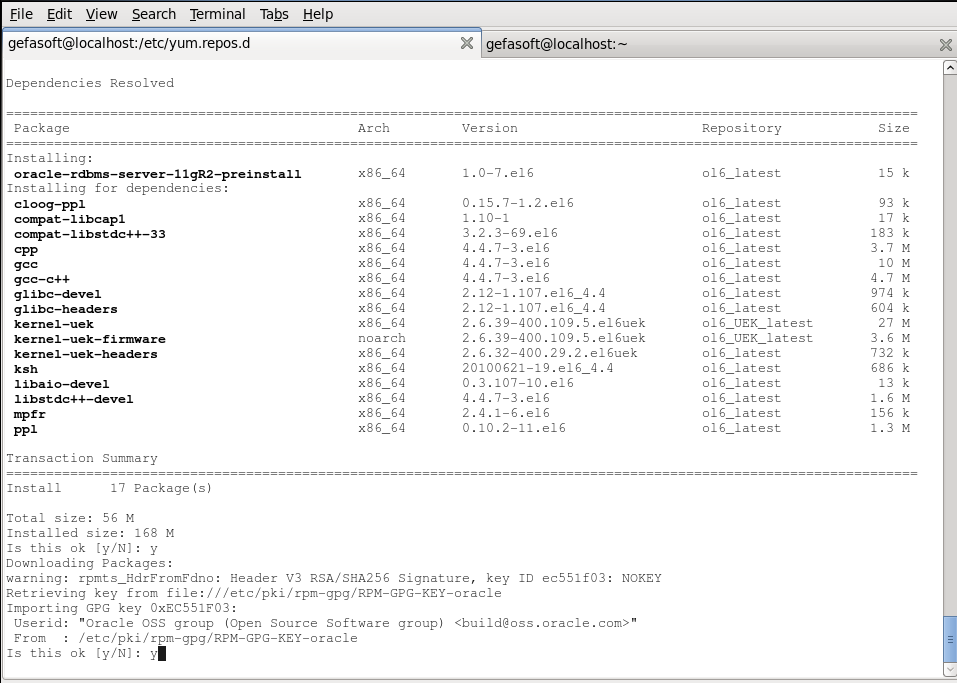 File Edit View Search Terminal Tabs Help
gefasoft@localhost:/etc/yum.repos.d gefasoft@localhost:~
Dependencies Resolved
================================================================================
Package Arch Version Repository Size
================================================================================
Installing:
oracle-rdbms-server-11gR2-preinstall x86_64 1.0-7.el6 ol6_latest 15 k
Installing for dependencies:
cloog-ppl x86_64 0.15.7-1.2.el6 ol6_latest 93 k
compat-libcap1 x86_64 1.10-1 ol6_latest 17 k
compat-libstdc++-33 x86_64 3.2.3-69.el6 ol6_latest 183 k
cpp x86_64 4.4.7-3.el6 ol6_latest 3.7 M
gcc x86_64 4.4.7-3.el6 ol6_latest 10 M
gcc-c++ x86_64 4.4.7-3.el6 ol6_latest 4.7 M
glibc-devel x86_64 2.12-1.107.el6_4.4 ol6_latest 974 k
glibc-headers x86_64 2.12-1.107.el6_4.4 ol6_latest 604 k
kernel-uek x86_64 2.6.39-400.109.5.el6uek ol6_UEK_latest 27 M
kernel-uek-firmware noarch 2.6.39-400.109.5.el6uek ol6_UEK_latest 3.6 M
kernel-uek-headers x86_64 2.6.32-400.29.2.el6uek ol6_latest 732 k
ksh x86_64 20100621-19.el6_4.4 ol6_latest 686 k
libaio-devel x86_64 0.3.107-10.el6 ol6_latest 13 k
libstdc++-devel x86_64 4.4.7-3.el6 ol6_latest 1.6 M
mpfr x86_64 2.4.1-6.el6 ol6_latest 156 k
ppl x86_64 0.10.2-11.el6 ol6_latest 1.3 M
Transaction Summary
================================================================================
Install 17 Package(s)
Total size: 56 M
Installed size: 168 M
Is this ok [y/N]: y
Downloading Packages:
warning: rpmts_HdrFromFdno: Header V3 RSA/SHA256 Signature, key ID ec551f03: NOKEY
Retrieving key from file:///etc/pki/rpm-gpg/RPM-GPG-KEY-oracle
Importing GPG key 0xEC551F03:
Userid: "Oracle OSS group (Open Source Software group) <build@oss.oracle.com>"
From : /etc/pki/rpm-gpg/RPM-GPG-KEY-oracle
Is this ok [y/N]: y